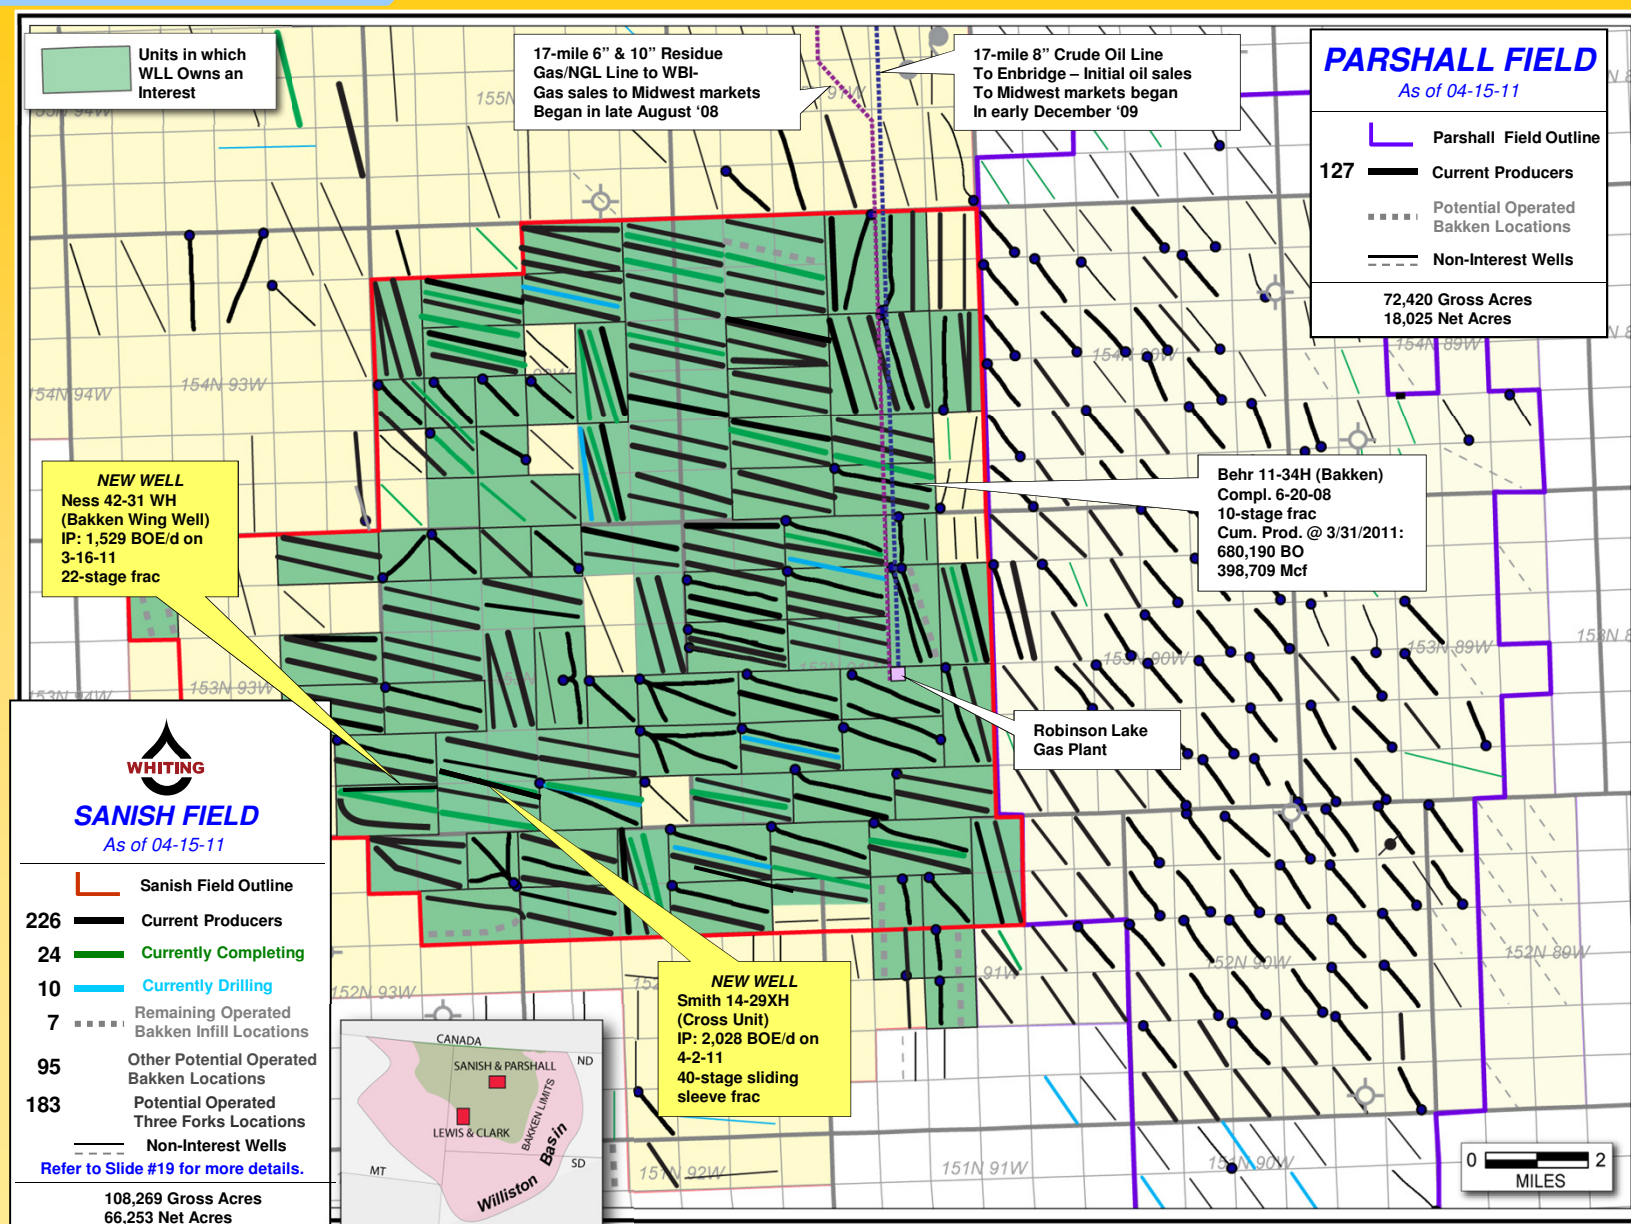 Units in which
WLL Owns an
Interest
17-mile 6” & 10” Residue
Gas/NGL Line to WBI-
Gas sales to Midwest markets
Began in late August ‘08
17-mile 8” Crude Oil Line
To Enbridge – Initial oil sales
To Midwest markets began
In early December ‘09
PARSHALL FIELD
As of 04-15-11
Parshall Field Outline
127 Current Producers
Potential Operated
Bakken Locations
Non-Interest Wells
72,420 Gross Acres
18,025 Net Acres
154N 94W
154N 93W
154N 90W
154N 89W
NEW WELL
Ness 42-31 WH
(Bakken Wing Well)
IP: 1,529 BOE/d on
3-16-11
22-stage frac
Behr 11-34H (Bakken)
Compl. 6-20-08
10-stage frac
Cum. Prod. @ 3/31/2011:
680,190 BO
398,709 Mcf
153N 94W
153N 93W
153N 90W
153N 89W
Robinson Lake
Gas Plant
WHITING
SANISH FIELD
As of 04-15-11
Sanish Field Outline
226 Current Producers
24 Currently Completing
10 Currently Drilling
7 Remaining Operated
Bakken Infill Locations
95 Other Potential Operated
Bakken Locations
183 Potential Operated
Three Forks Locations
Non-Interest Wells
Refer to Slide #19 for more details.
108,269 Gross Acres
66,253 Net Acres
152N 93W
91W
152N 90W
152N 89W
NEW WELL
Smith 14-29XH
(Cross Unit)
IP: 2,028 BOE/d on
4-2-11
40-stage sliding
sleeve frac
CANADA
ND
SANISH & PARSHALL
LEWIS & CLARK
BAKKEN LIMITS
MT
SD
Williston Basin
151N 92W
151N 91W
151N 90W
0 2
MILES